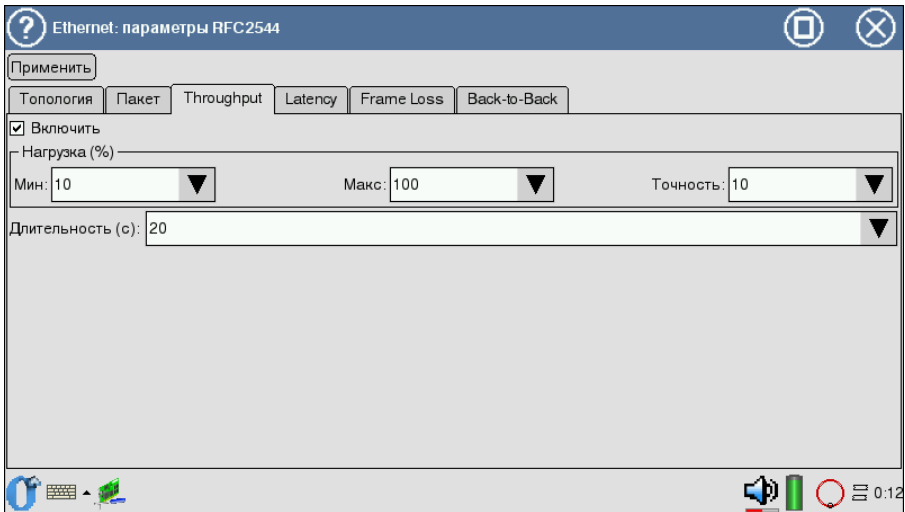 Ethernet: параметры RFC2544
Применить
Топология Пакет Throughput Latency Frame Loss Back-to-Back
Включить
Нагрузка (%)
Мин: 10 Макс: 100 Точность: 10
Длительность (с): 20
0:12